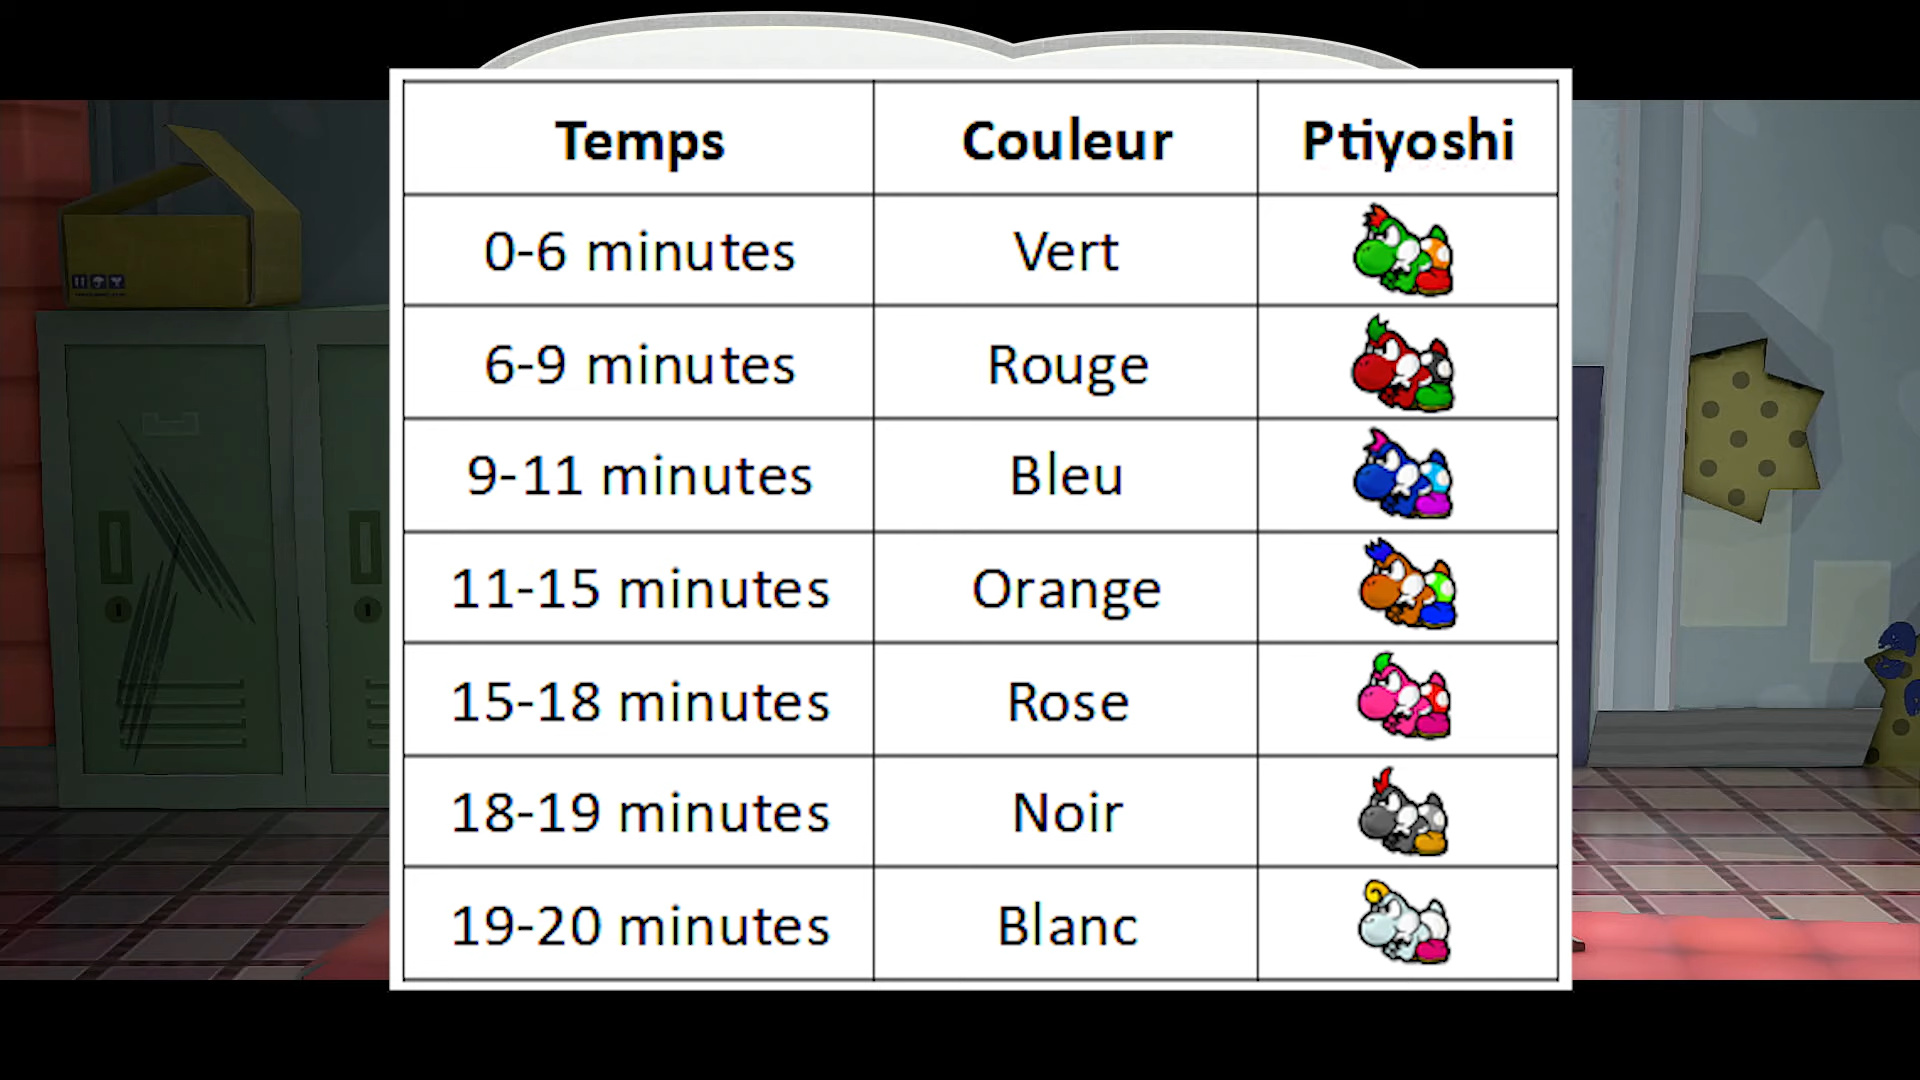 Temps Couleur Ptiyoshi
0-6 minutes Vert
6-9 minutes Rouge
9-11 minutes Bleu
11-15 minutes Orange
15-18 minutes Rose
18-19 minutes Noir
19-20 minutes Blanc